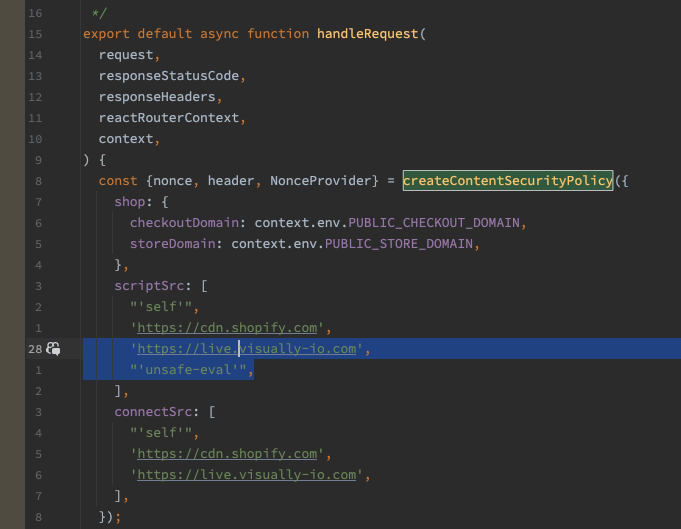 16 */
15 export default async function handleRequest(
14 request,
13 responseStatusCode,
12 responseHeaders,
11 reactRouterContext,
10 context,
9 ) {
8 const {nonce, header, NonceProvider} = createContentSecurityPolicy({
7 shop: {
6 checkoutDomain: context.env.PUBLIC_CHECKOUT_DOMAIN,
5 storeDomain: context.env.PUBLIC_STORE_DOMAIN,
4 },
3 scriptSrc: [
2 "'self'",
1 'https://cdn.shopify.com',
28 'https://live.visually-io.com',
1 "'unsafe-eval'",
2 ],
3 connectSrc: [
4 "'self'",
5 'https://cdn.shopify.com',
6 'https://live.visually-io.com',
7 ],
8 });